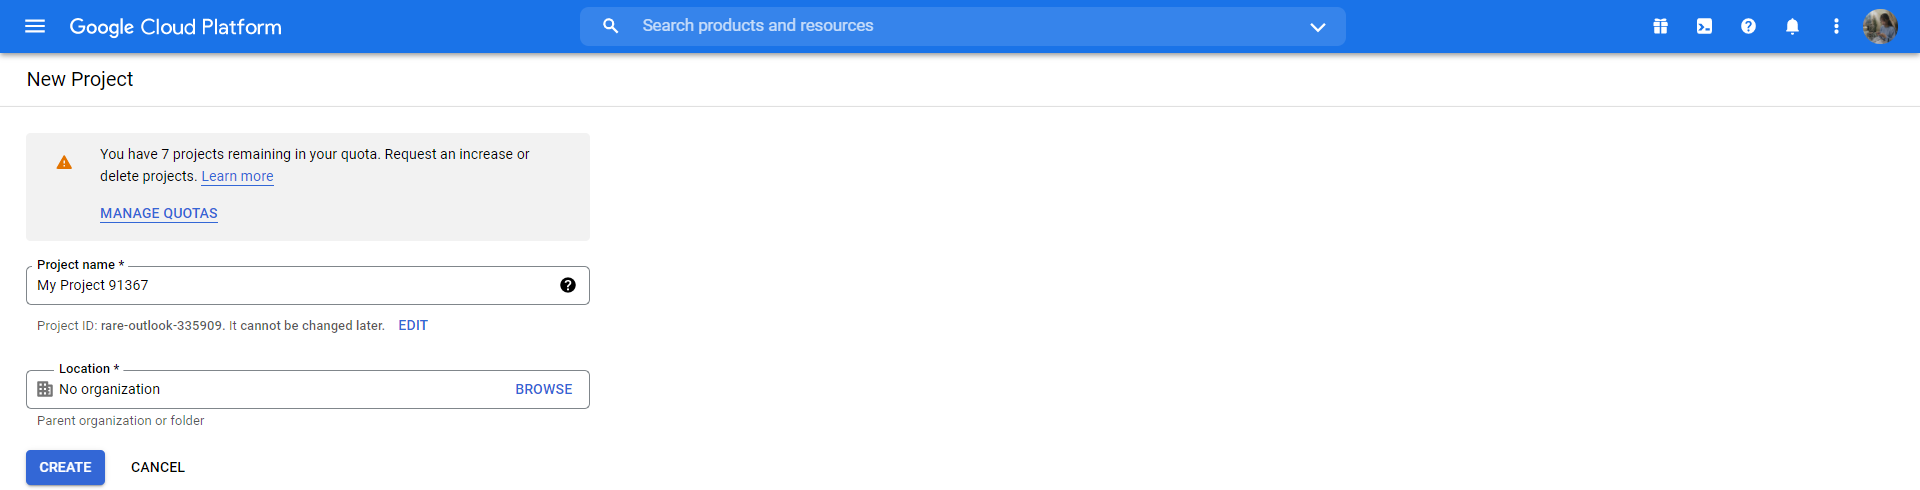 Google Cloud Platform
Search products and resources
New Project
You have 7 projects remaining in your quota. Request an increase or
delete projects. Learn more
MANAGE QUOTAS
Project name *
My Project 91367
Project ID: rare-outlook-335909. It cannot be changed later. EDIT
Location *
No organization BROWSE
Parent organization or folder
CREATE CANCEL